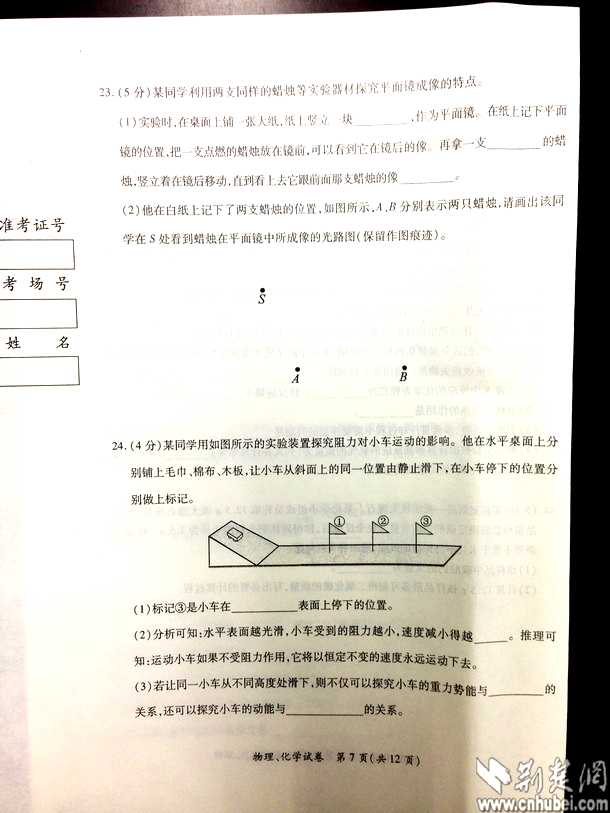 23.(5分)某同学利用两支同样的蜡烛等实验器材探究平面镜成像的特点。
(1)实验时,在桌面上铺一张大纸,纸上竖立一块________,作为平面镜。在纸上记下平面
镜的位置,把一支点燃的蜡烛放在镜前,可以看到它在镜后的像。再拿一支________的蜡
烛,竖立着在镜后移动,直到看上去它跟前面那支蜡烛的像________。
(2)他在白纸上记下了两支蜡烛的位置,如图所示,A、B分别表示两只蜡烛,请画出该同
学在S处看到蜡烛在平面镜中所成像的光路图(保留作图痕迹)。
准考证号
考场号
姓名
S
A
B
24.(4分)某同学用如图所示的实验装置探究阻力对小车运动的影响。他在水平桌面上分
别铺上毛巾、棉布、木板,让小车从斜面上的同一位置由静止滑下,在小车停下的位置分
别做上标记。
① ② ③
(1)标记③是小车在________表面上停下的位置。
(2)分析可知:水平表面越光滑,小车受到的阻力越小,速度减小得越____。推理可
知:运动小车如果不受阻力作用,它将以恒定不变的速度永远运动下去。
(3)若让同一小车从不同高度处滑下,则不仅可以探究小车的重力势能与________的
关系,还可以探究小车的动能与________的关系。
物理、化学试卷 第7页(共12页)
荆楚网
www.cnhubei.com